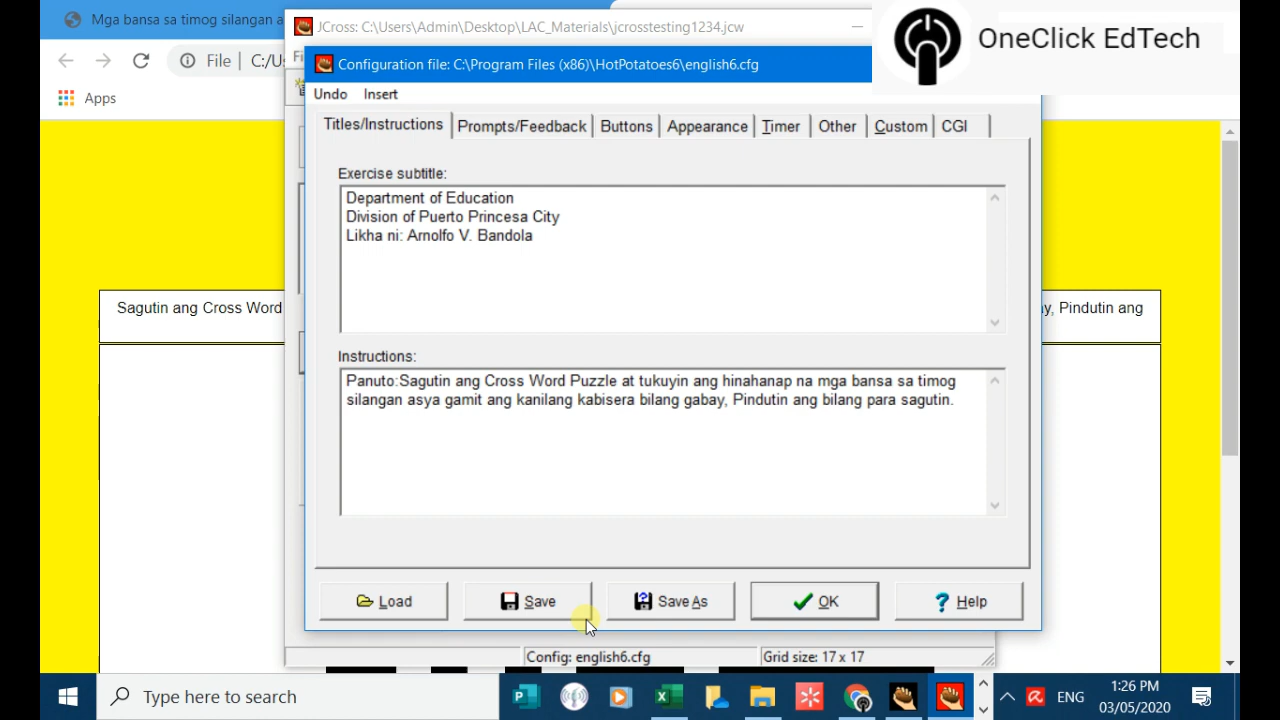 Mga bansa sa timog silangan a
JCross: C:\Users\Admin\Desktop\LAC_Materials\jcrosstesting1234.jcw
OneClick EdTech
File
C:/U
Configuration file: C:\Program Files (x86)\HotPotatoes6\english6.cfg
Apps
Undo Insert
Titles/Instructions Prompts/Feedback Buttons Appearance Timer Other Custom CGI
Exercise subtitle:
Department of Education
Division of Puerto Princesa City
Likha ni: Arnolfo V. Bandola
Sagutin ang Cross Word
ay, Pindutin ang
Instructions:
Panuto:Sagutin ang Cross Word Puzzle at tukuyin ang hinahanap na mga bansa sa timog
silangan asya gamit ang kanilang kabisera bilang gabay, Pindutin ang bilang para sagutin.
Load Save Save As OK Help
Config: english6.cfg Grid size: 17 x 17
Type here to search
ENG
1:26 PM
03/05/2020